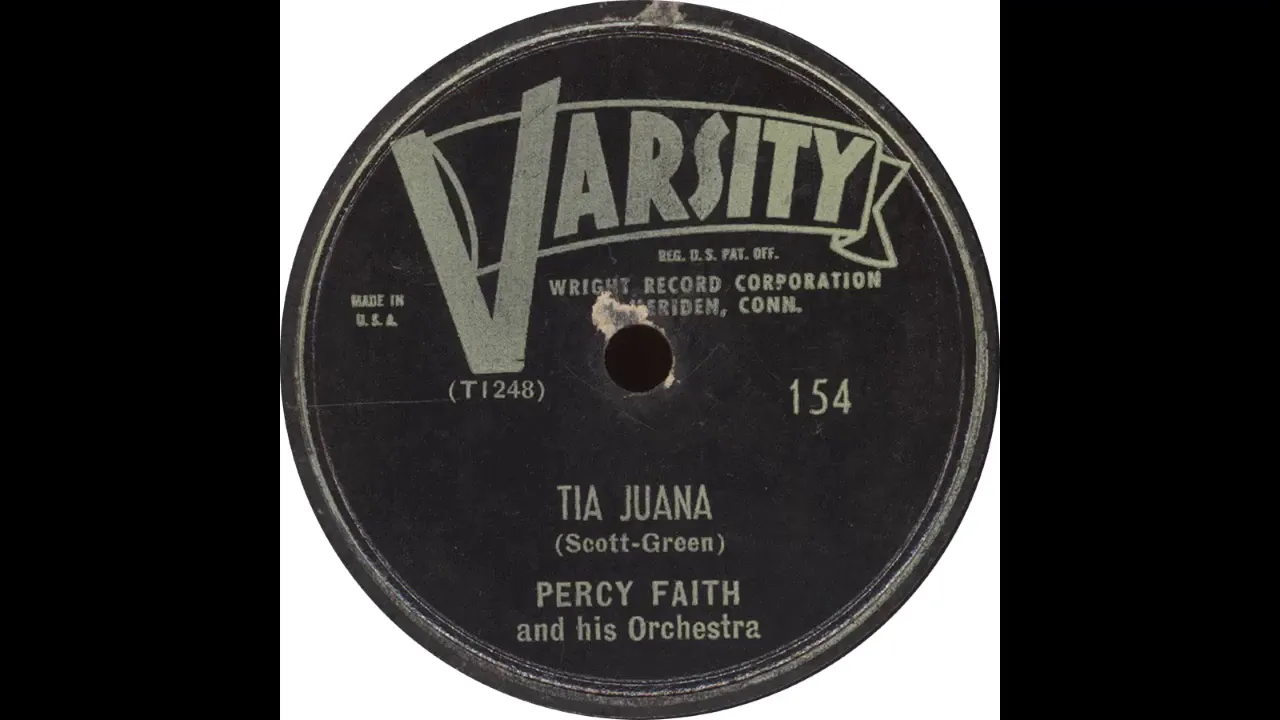 VARSITY
REG. U. S. PAT. OFF.
WRIGHT RECORD CORPORATION
MERIDEN, CONN.
MADE IN
U. S. A.
(T1248)
154
TIA JUANA
(Scott-Green)
PERCY FAITH
and his Orchestra